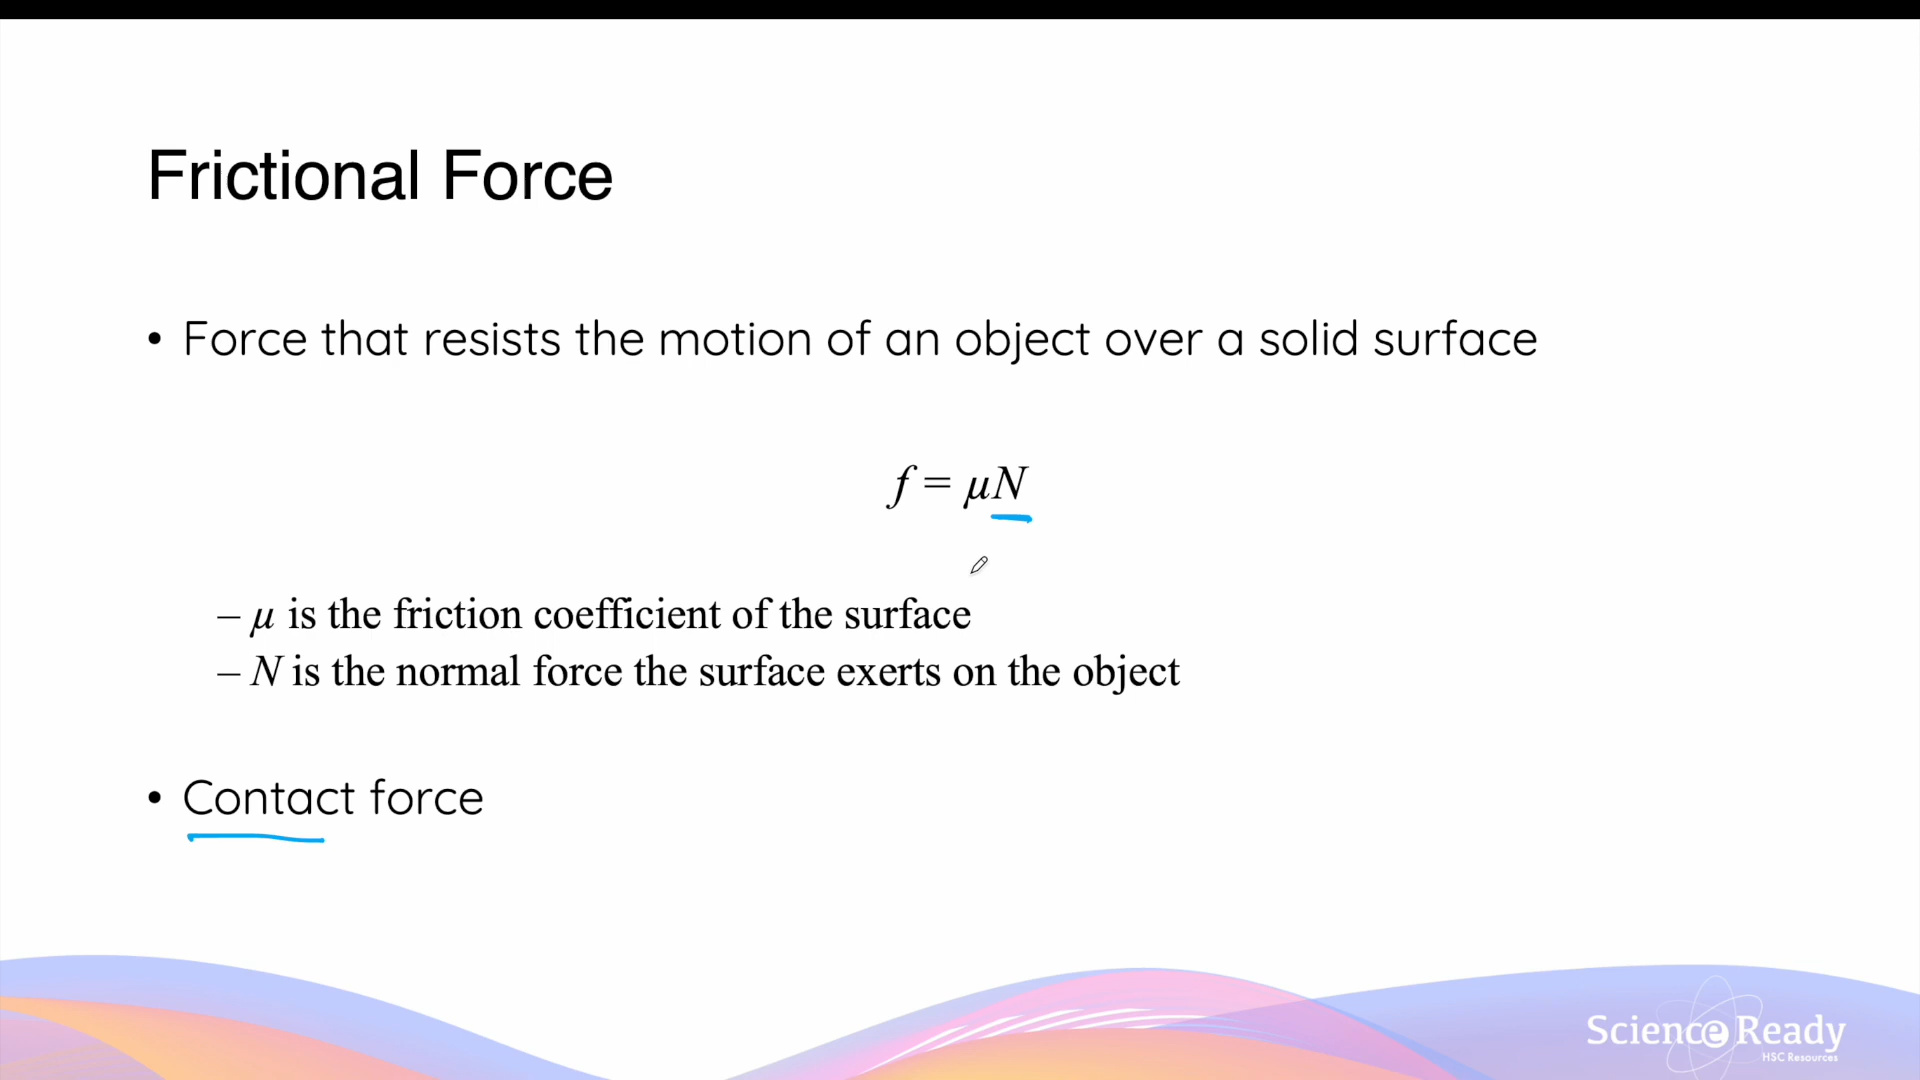 Frictional Force
• Force that resists the motion of an object over a solid surface
f = μN
– μ is the friction coefficient of the surface
– N is the normal force the surface exerts on the object
• Contact force
Science Ready
HSC Resources